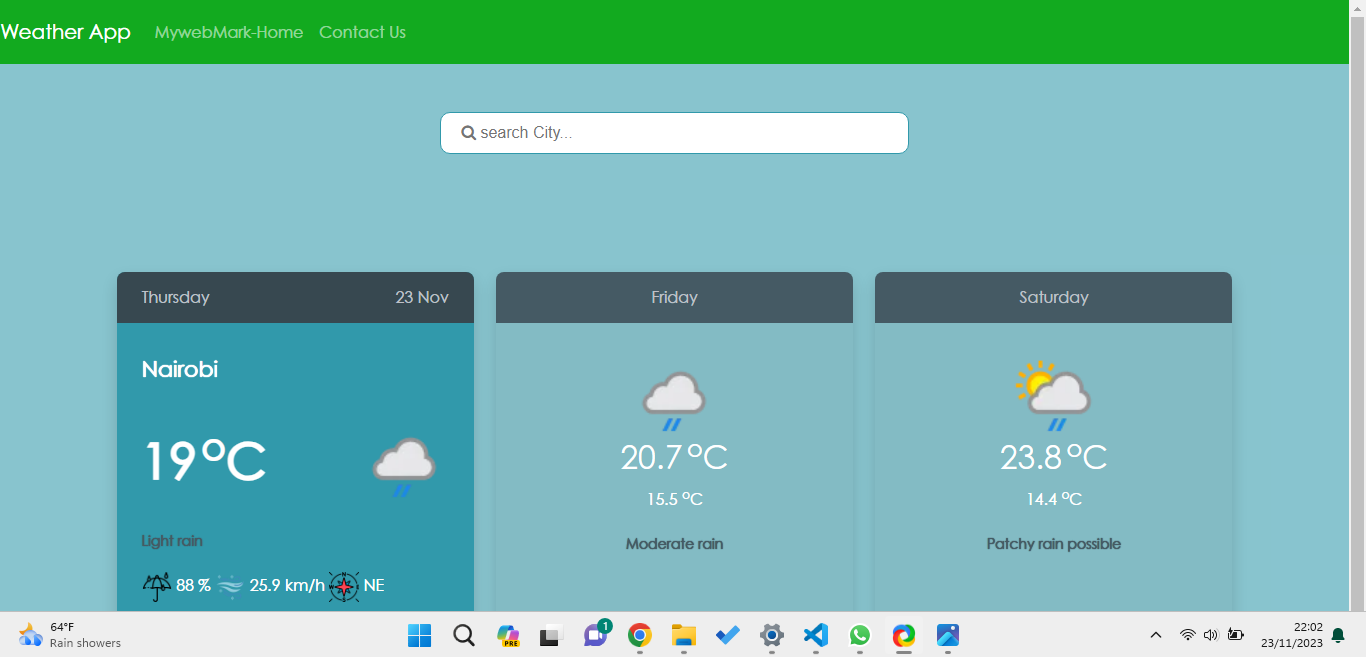 Weather App MywebMark-Home Contact Us
search City...
Thursday 23 Nov
Nairobi
19°C
Light rain
88 % 25.9 km/h NE
Friday
20.7°C
15.5 °C
Moderate rain
Saturday
23.8°C
14.4 °C
Patchy rain possible
64°F
Rain showers
PRE
1
22:02
23/11/2023